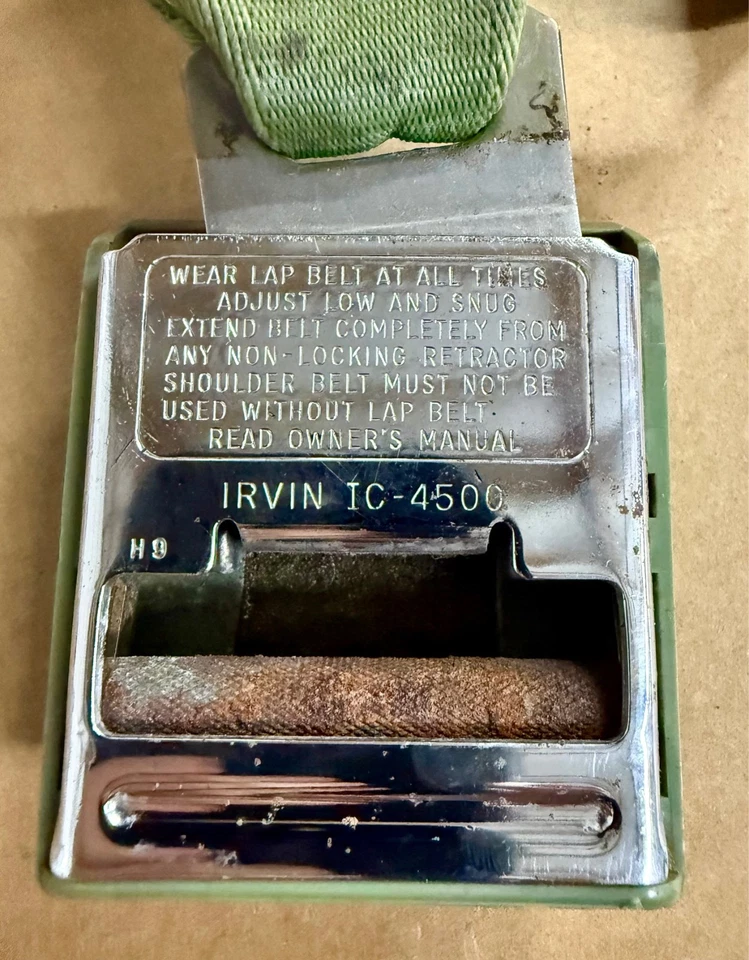 WEAR LAP BELT AT ALL TIMES
ADJUST LOW AND SNUG
EXTEND BELT COMPLETELY FROM
ANY NON-LOCKING RETRACTOR
SHOULDER BELT MUST NOT BE
USED WITHOUT LAP BELT
READ OWNER'S MANUAL
IRVIN IC-4500
H9